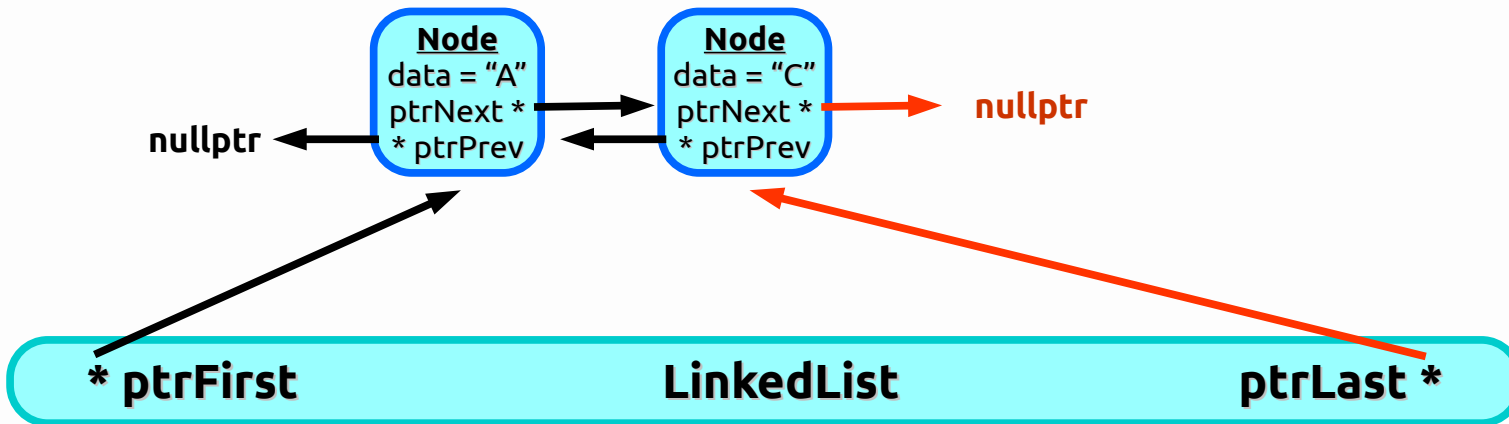 Node
data = “A”
ptrNext *
* ptrPrev
Node
data = “C”
ptrNext *
* ptrPrev
nullptr
nullptr
* ptrFirst
LinkedList
ptrLast *